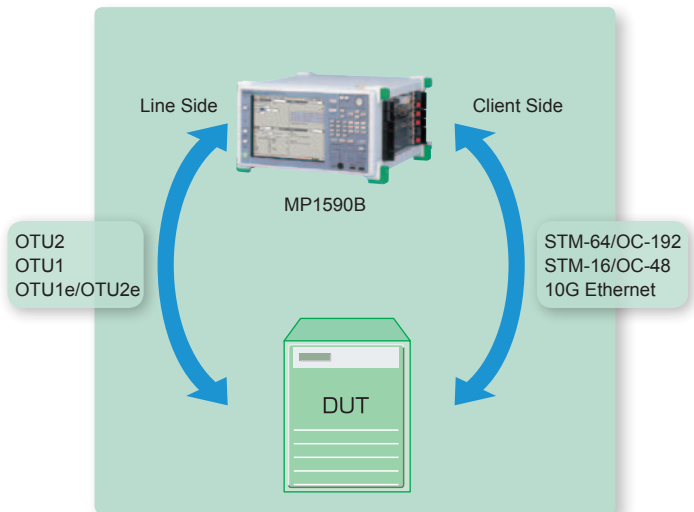 Line Side
Client Side
MP1590B
OTU2
OTU1
OTU1e/OTU2e
STM-64/OC-192
STM-16/OC-48
10G Ethernet
DUT